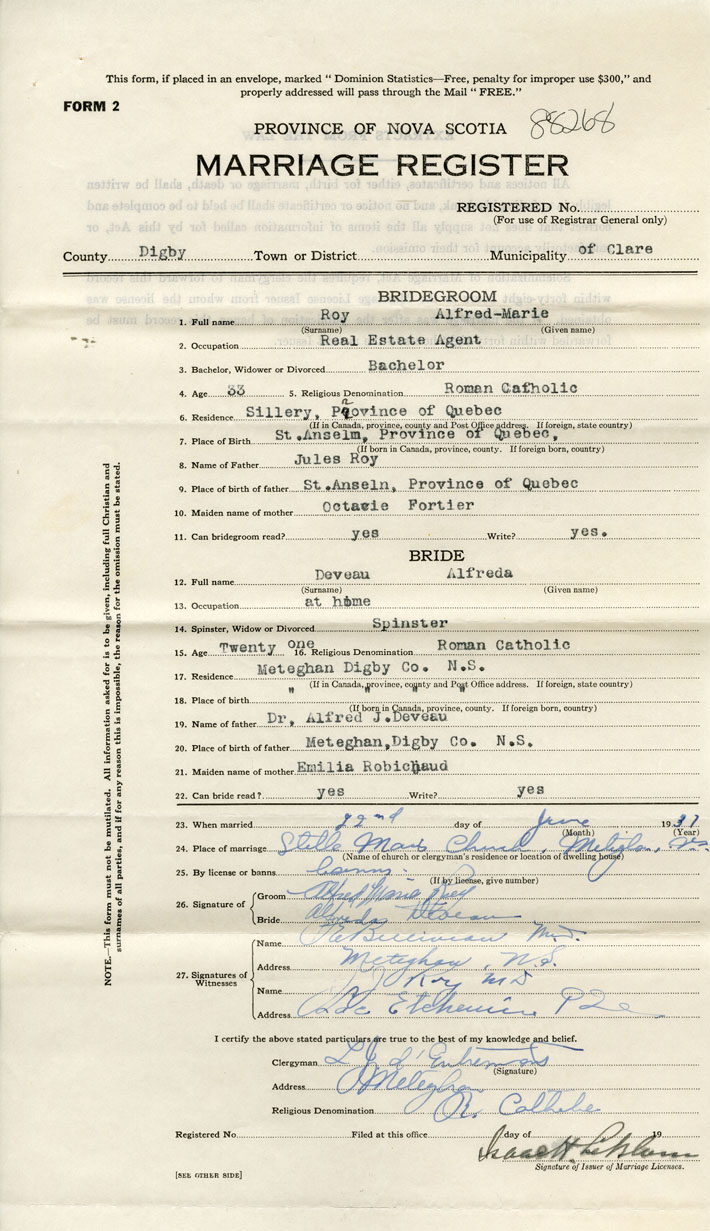 This form, if placed in an envelope, marked " Dominion Statistics—Free, penalty for improper use $300," and
properly addressed will pass through the Mail " FREE."
FORM 2
PROVINCE OF NOVA SCOTIA 88268
MARRIAGE REGISTER
REGISTERED No.
(For use of Registrar General only)
County Digby Town or District Municipality of Clare
BRIDEGROOM
1. Full name Roy Alfred-Marie
(Surname) (Given name)
2. Occupation Real Estate Agent
3. Bachelor, Widower or Divorced Bachelor
4. Age 33 5. Religious Denomination Roman Catholic
6. Residence Sillery, Province of Quebec
(If in Canada, province, county and Post Office address. If foreign, state country)
7. Place of Birth St.Anselm, Province of Quebec,
(If born in Canada, province, county. If foreign born, country)
8. Name of Father Jules Roy
9. Place of birth of father St.Anseln, Province of Quebec
10. Maiden name of mother Octavie Fortier
11. Can bridegroom read? yes Write? yes.
BRIDE
12. Full name Deveau Alfreda
(Surname) (Given name)
13. Occupation at home
14. Spinster, Widow or Divorced Spinster
15. Age Twenty one 16. Religious Denomination Roman Catholic
17. Residence Meteghan Digby Co. N.S.
(If in Canada, province, county and Post Office address. If foreign, state country)
18. Place of birth " " " "
(If born in Canada, province, county. If foreign born, country)
19. Name of father Dr, Alfred J.Deveau
20. Place of birth of father Meteghan,Digby Co. N.S.
21. Maiden name of mother Emilia Robichaud
22. Can bride read? yes Write? yes
23. When married 22nd day of June 1937
(Month) (Year)
24. Place of marriage Stella Maris Church, Meteghan, N.S.
(Name of church or clergyman's residence or location of dwelling house)
25. By license or banns banns
(If by license, give number)
26. Signature of Groom Alfred Marie Roy
Bride Alfreda Deveau
27. Signatures of Witnesses
Name M.D.
Address Meteghan, N.S.
Name Roy M.D
Address Etchemin P2e
I certify the above stated particulars are true to the best of my knowledge and belief.
Clergyman L.J. d'Entremont
(Signature)
Address Meteghan
Religious Denomination R. Catholic
Registered No. Filed at this office day of 19
Signature of Issuer of Marriage Licenses.
[SEE OTHER SIDE]
NOTE.—This form must not be mutilated. All information asked for is to be given, including full Christian and
surnames of all parties, and if for any reason this is impossible, the reason for the omission must be stated.